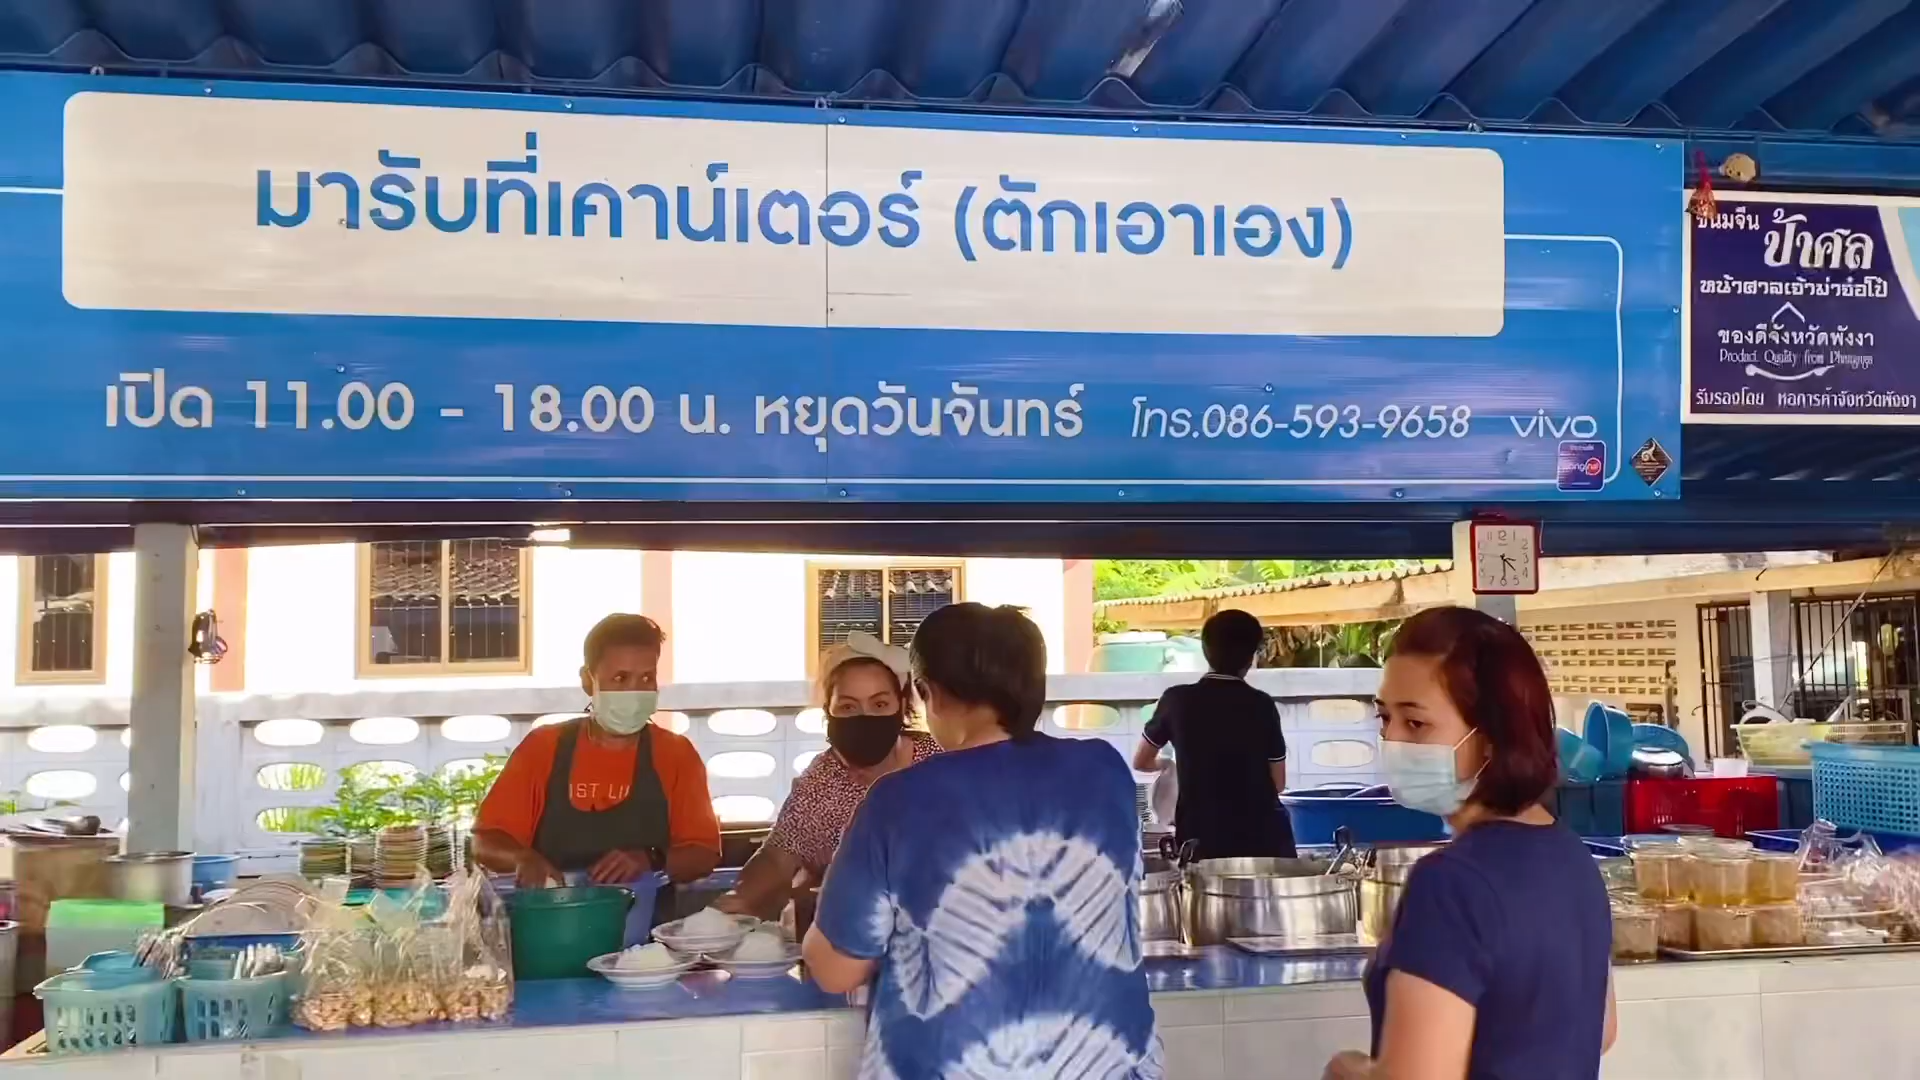 มารับที่เคาน์เตอร์ (ตักเอาเอง)
เปิด 11.00 - 18.00 น. หยุดวันจันทร์ โทร.086-593-9658 vivo
ขนมจีน
ป้าศล
หน้าศาลเจ้าม่าจ๋อโป๋
ของดีจังหวัดพังงา
Product Quality from Phangnga
รับรองโดย หอการค้าจังหวัดพังงา